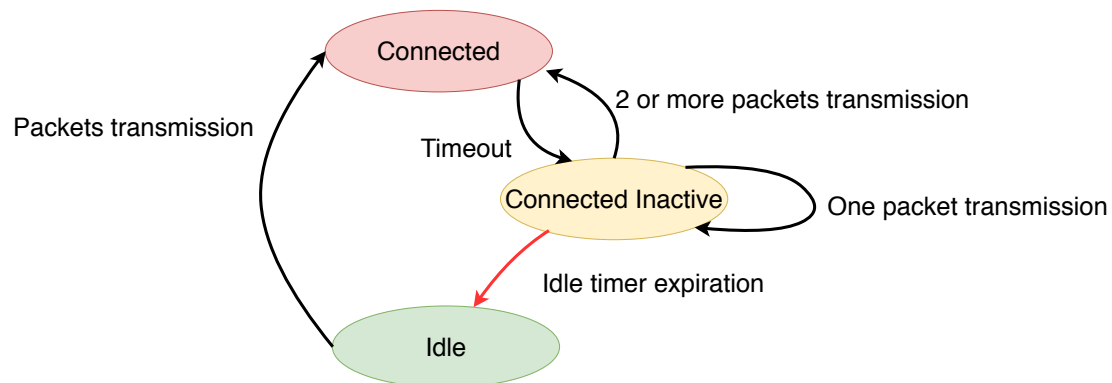 Connected
2 or more packets transmission
Packets transmission
Timeout
Connected Inactive
One packet transmission
Idle timer expiration
Idle